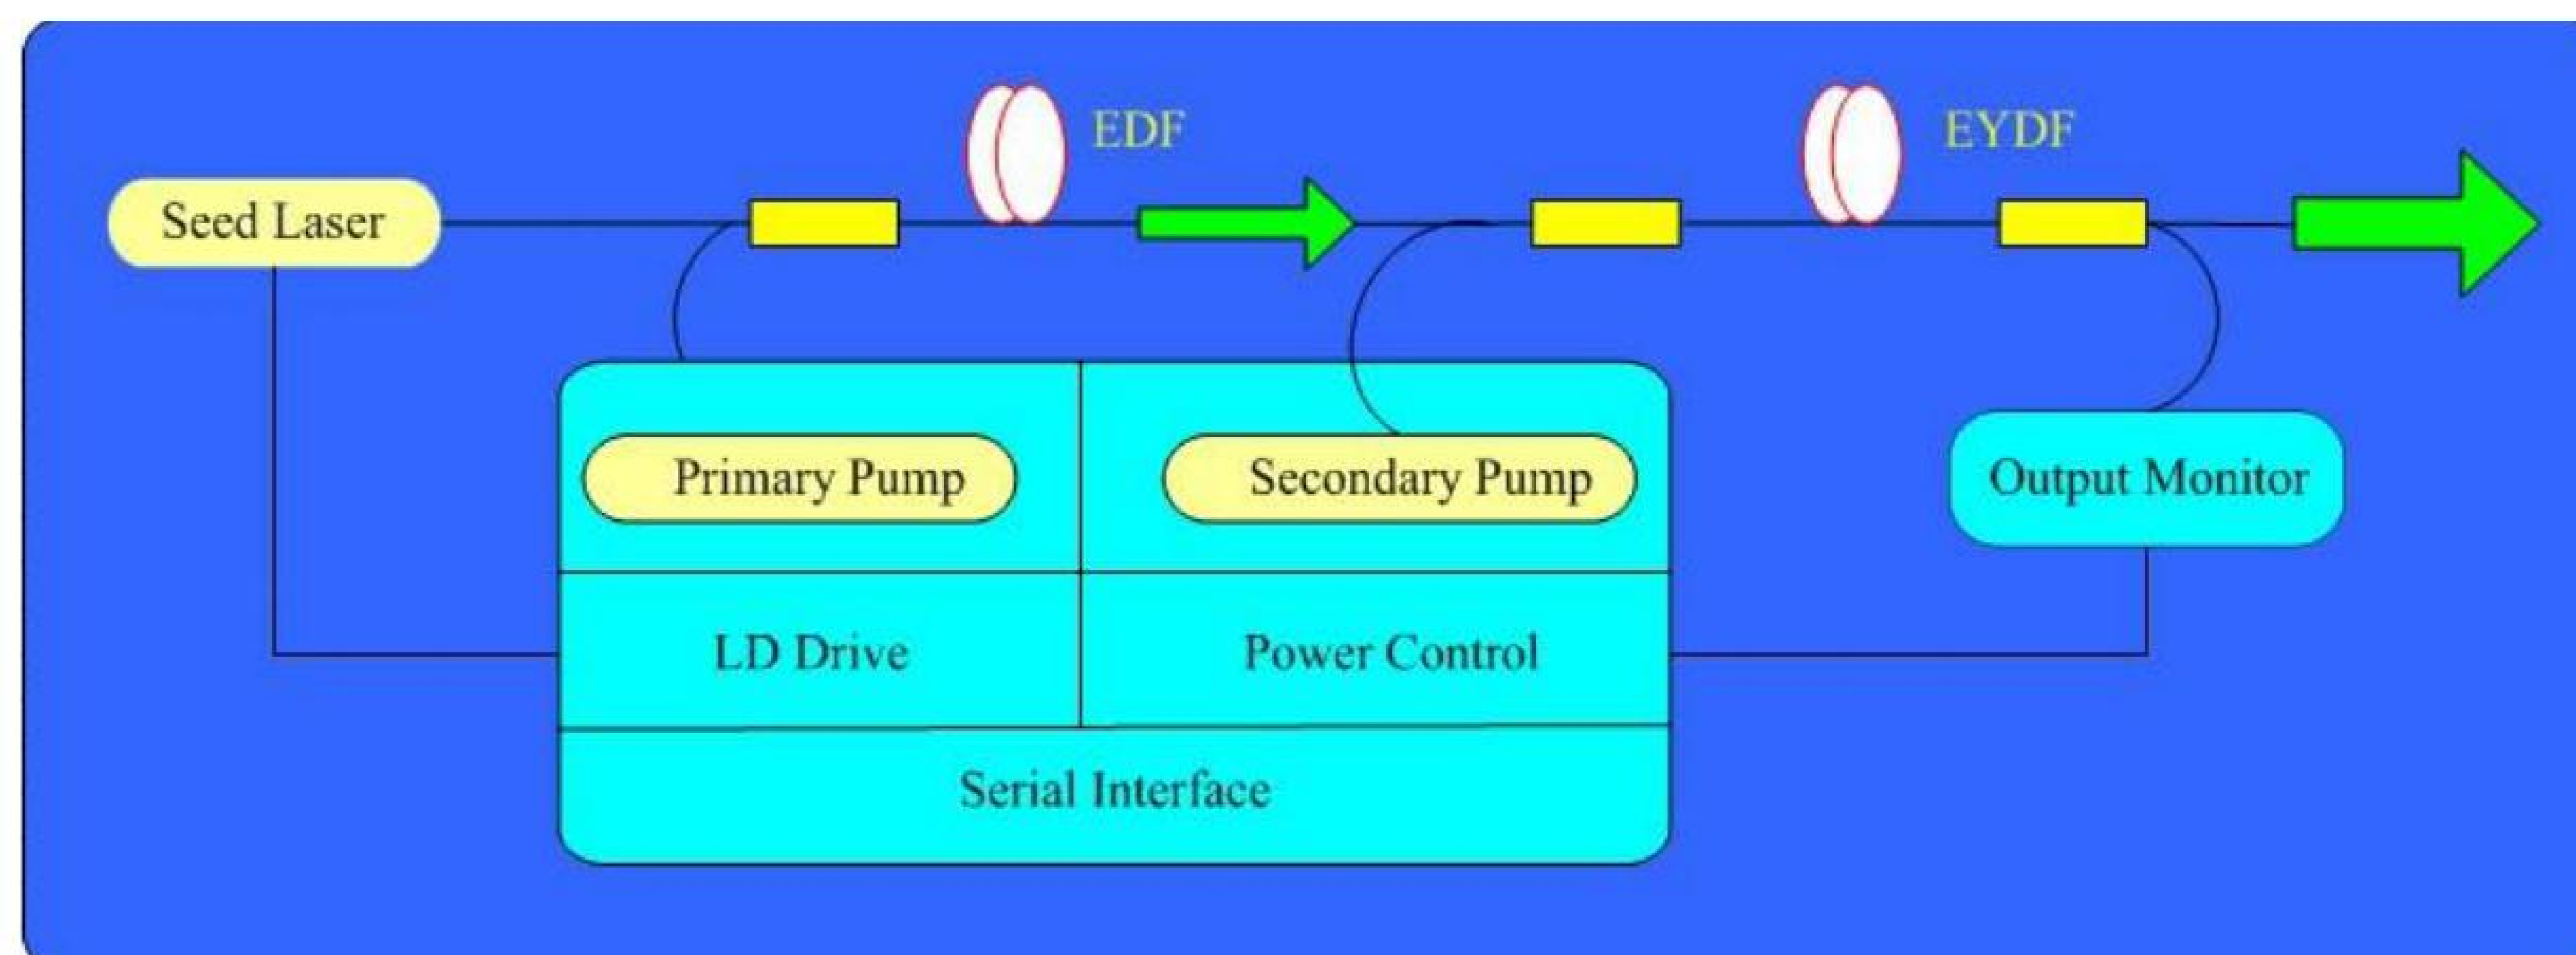 EDF
EYDF
Seed Laser
Primary Pump
Secondary Pump
Output Monitor
LD Drive
Power Control
Serial Interface